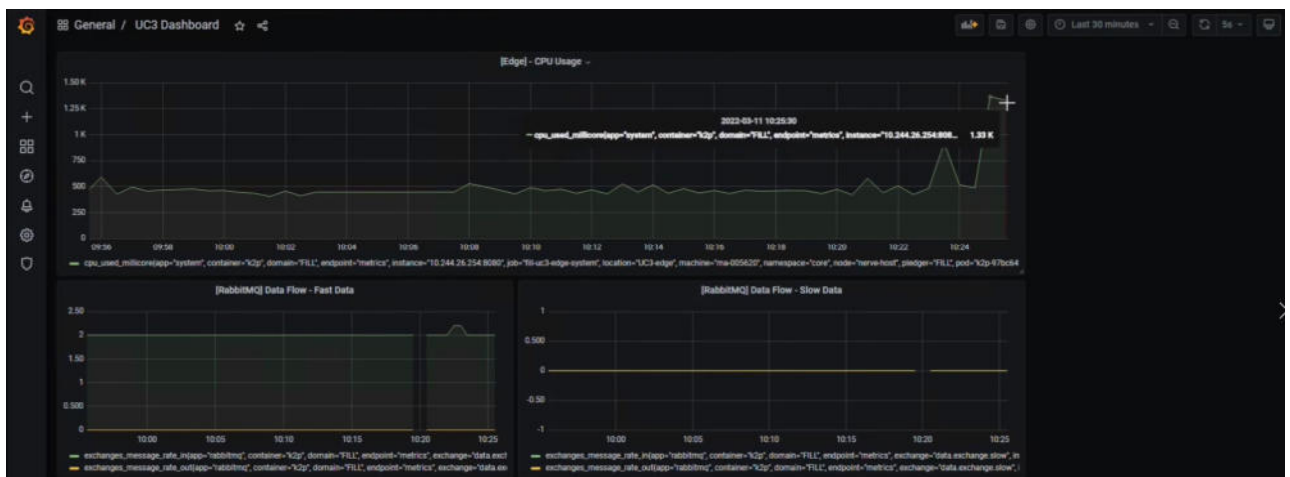 General / UC3 Dashboard
Last 30 minutes
5s
[Edge] - CPU Usage
1.50 K
1.25 K
1 K
750
500
250
0
2022-03-11 10:25:30
cpu_used_millicore{app="system", container="k2p", domain="FILL", endpoint="metrics", instance="10.244.26.254:808... 1.33 K
09:56 09:58 10:00 10:02 10:04 10:06 10:08 10:10 10:12 10:14 10:16 10:18 10:20 10:22 10:24
cpu_used_millicore{app="system", container="k2p", domain="FILL", endpoint="metrics", instance="10.244.26.254:8080", job="fill-uc3-edge-system", location="UC3-edge", machine="ma-005620", namespace="core", node="nerve-host", pledger="FILL", pod="k2p-97bc64
[RabbitMQ] Data Flow - Fast Data
2.50
2
1.50
1
0.500
0
10:00 10:05 10:10 10:15 10:20 10:25
exchanges_message_rate_in{app="rabbitmq", container="k2p", domain="FILL", endpoint="metrics", exchange="data.exct
exchanges_message_rate_out{app="rabbitmq", container="k2p", domain="FILL", endpoint="metrics", exchange="data.ex
[RabbitMQ] Data Flow - Slow Data
1
0.500
0
-0.50
-1
10:00 10:05 10:10 10:15 10:20 10:25
exchanges_message_rate_in{app="rabbitmq", container="k2p", domain="FILL", endpoint="metrics", exchange="data.exchange.slow", in
exchanges_message_rate_out{app="rabbitmq", container="k2p", domain="FILL", endpoint="metrics", exchange="data.exchange.slow",